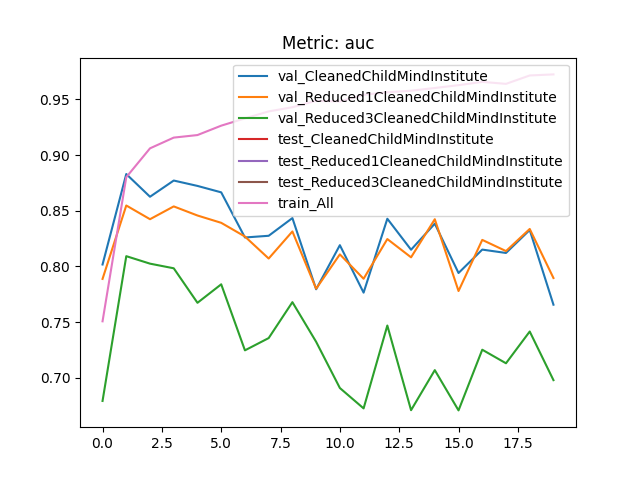 Metric: auc
val_CleanedChildMindInstitute
val_Reduced1CleanedChildMindInstitute
val_Reduced3CleanedChildMindInstitute
test_CleanedChildMindInstitute
test_Reduced1CleanedChildMindInstitute
test_Reduced3CleanedChildMindInstitute
train_All
0.95
0.90
0.85
0.80
0.75
0.70
0.0 2.5 5.0 7.5 10.0 12.5 15.0 17.5